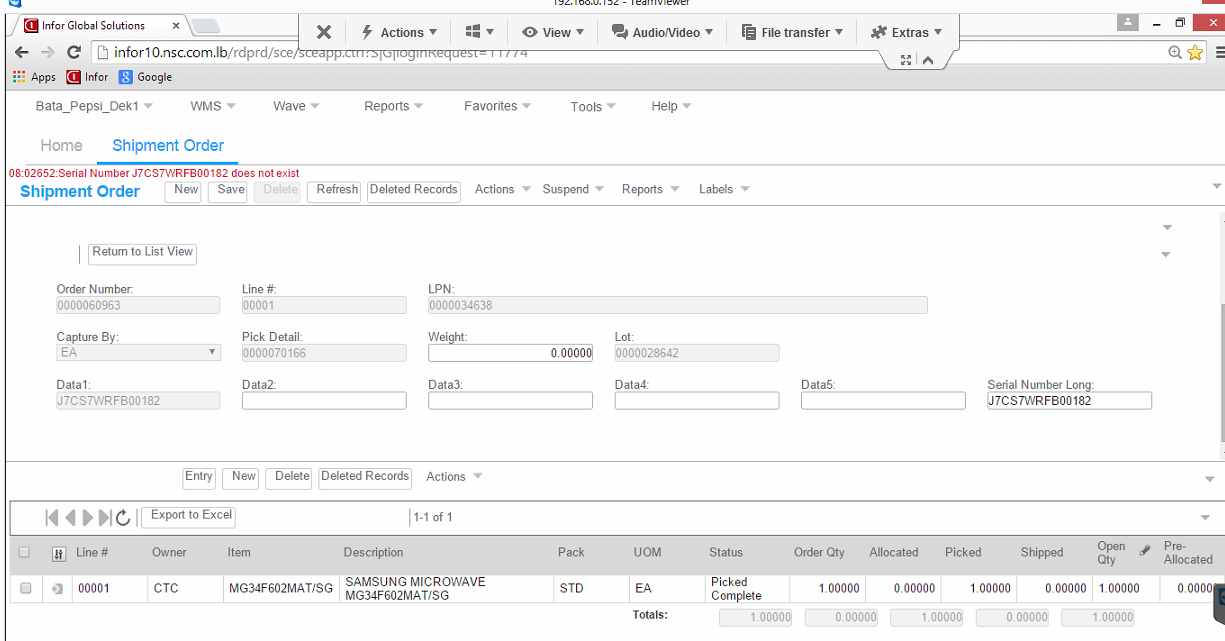 192.168.0.152 - TeamViewer
Infor Global Solutions
Actions View Audio/Video File transfer Extras
infor10.nsc.com.lb/rdprd/sce/sceapp.ctrl?S|G|loginRequest=11774
Apps Infor Google
Bata_Pepsi_Dek1 WMS Wave Reports Favorites Tools Help
Home Shipment Order
08:02652:Serial Number J7CS7WRFB00182 does not exist
Shipment Order New Save Delete Refresh Deleted Records Actions Suspend Reports Labels
Return to List View
Order Number: Line #: LPN:
0000060963 00001 0000034638
Capture By: Pick Detail: Weight: Lot:
EA 0000070166 0.00000 0000028642
Data1: Data2: Data3: Data4: Data5: Serial Number Long:
J7CS7WRFB00182 J7CS7WRFB00182
Entry New Delete Deleted Records Actions
Export to Excel 1-1 of 1
Line # Owner Item Description Pack UOM Status Order Qty Allocated Picked Shipped Open Qty Pre-Allocated
00001 CTC MG34F602MAT/SG SAMSUNG MICROWAVE MG34F602MAT/SG STD EA Picked Complete 1.00000 0.00000 1.00000 0.00000 1.00000 0.0000
Totals: 1.00000 0.00000 1.00000 0.00000 1.00000